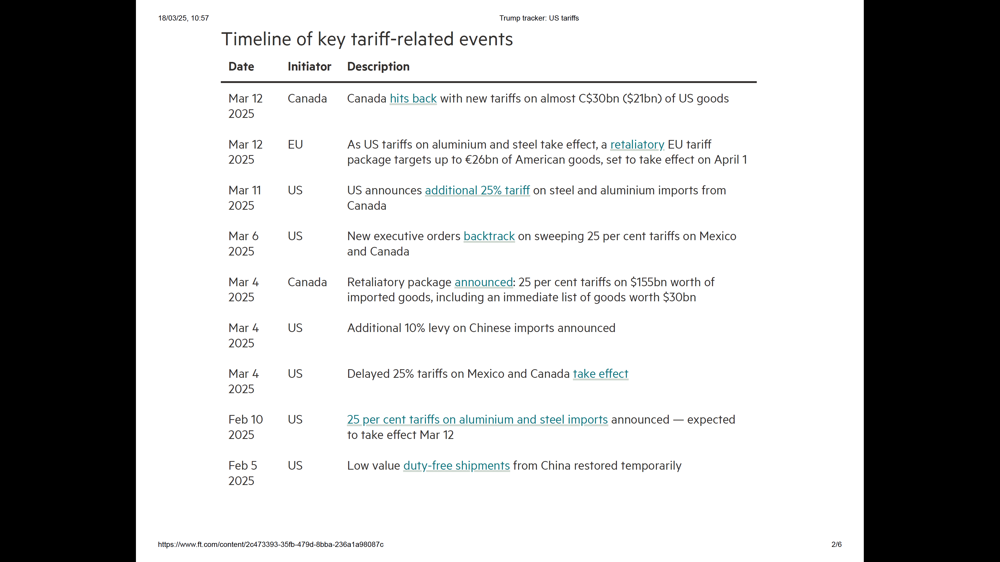 18/03/25, 10:57 Trump tracker: US tariffs
Timeline of key tariff-related events
Date Initiator Description
Mar 12 Canada Canada hits back with new tariffs on almost C$30bn ($21bn) of US goods
2025
Mar 12 EU As US tariffs on aluminium and steel take effect, a retaliatory EU tariff
2025 package targets up to €26bn of American goods, set to take effect on April 1
Mar 11 US US announces additional 25% tariff on steel and aluminium imports from
2025 Canada
Mar 6 US New executive orders backtrack on sweeping 25 per cent tariffs on Mexico
2025 and Canada
Mar 4 Canada Retaliatory package announced: 25 per cent tariffs on $155bn worth of
2025 imported goods, including an immediate list of goods worth $30bn
Mar 4 US Additional 10% levy on Chinese imports announced
2025
Mar 4 US Delayed 25% tariffs on Mexico and Canada take effect
2025
Feb 10 US 25 per cent tariffs on aluminium and steel imports announced — expected
2025 to take effect Mar 12
Feb 5 US Low value duty-free shipments from China restored temporarily
2025
https://www.ft.com/content/2c473393-35fb-479d-8bba-236a1a98087c 2/6